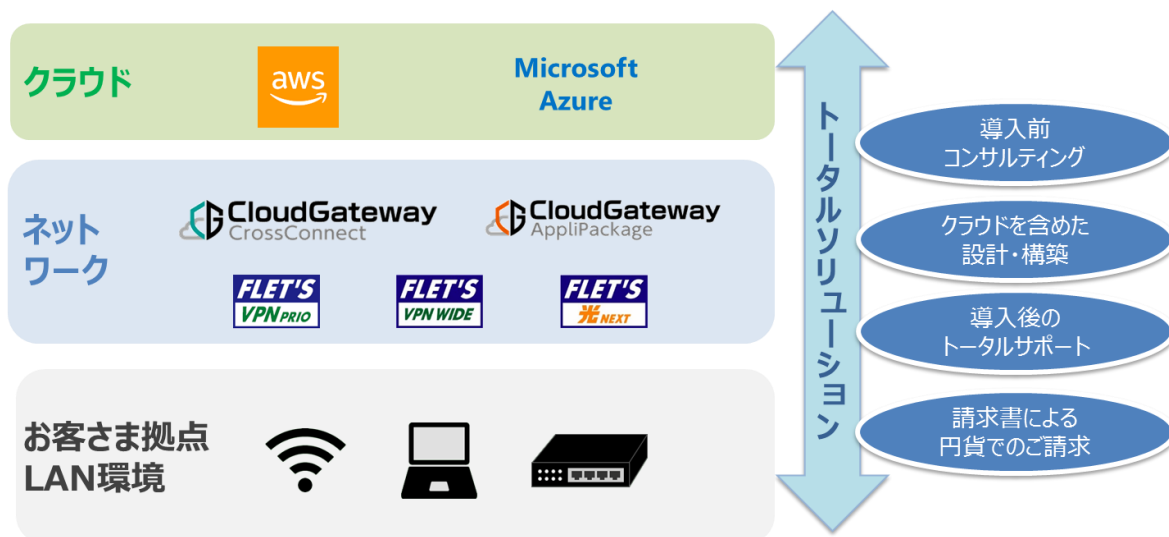 クラウド
aws
Microsoft
Azure
ネット
ワーク
CloudGateway
CrossConnect
CloudGateway
AppliPackage
FLET'S
VPN PRIO
FLET'S
VPN WIDE
FLET'S
光 NEXT
お客さま拠点
LAN環境
トータルソリューション
導入前
コンサルティング
クラウドを含めた
設計・構築
導入後の
トータルサポート
請求書による
円貨でのご請求